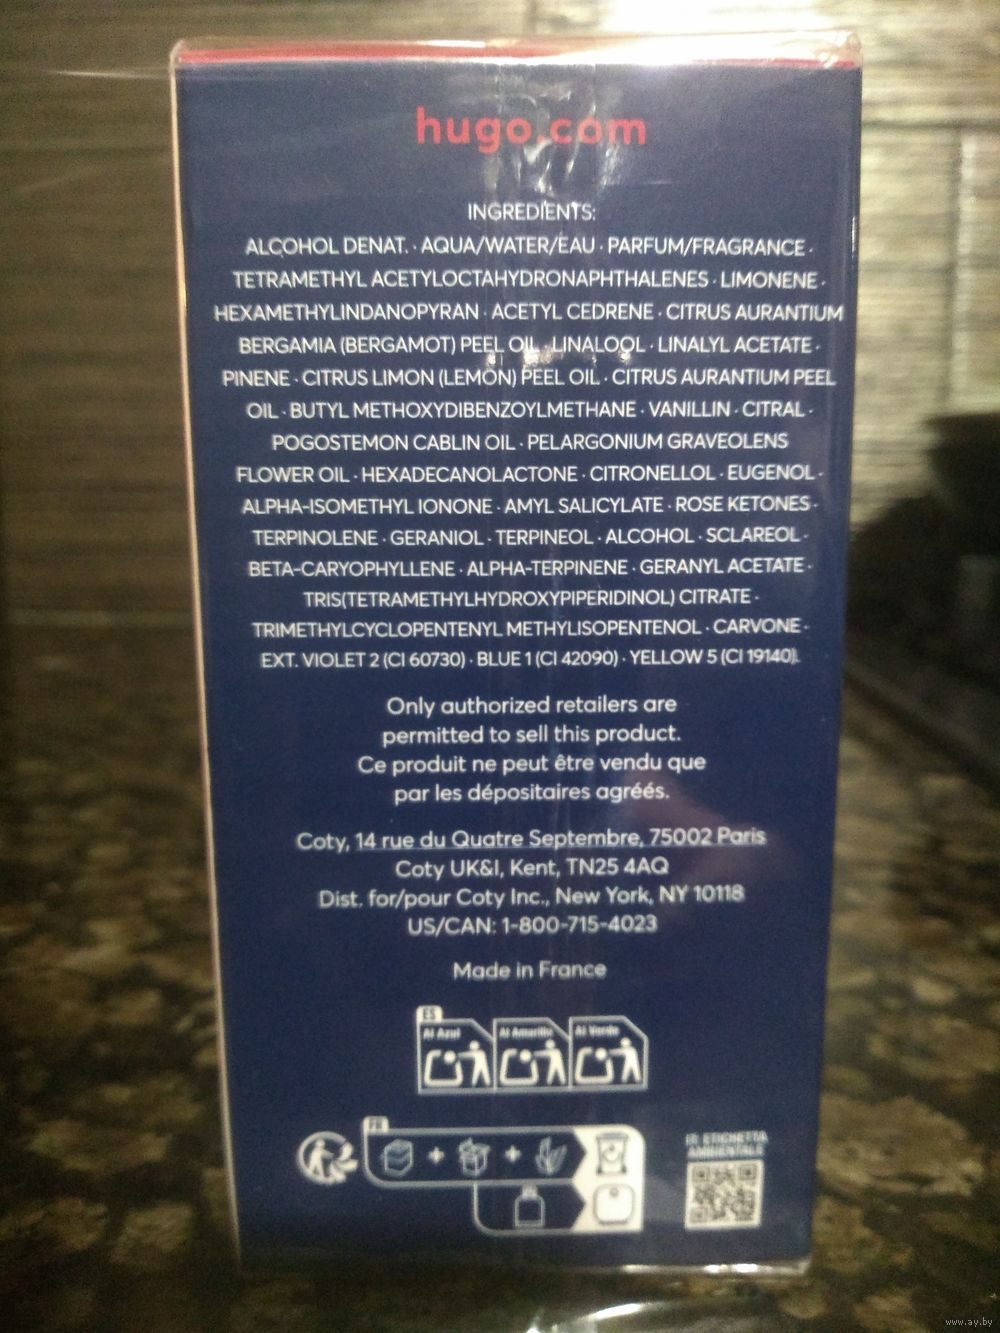 hugo.com
INGREDIENTS:
ALCOHOL DENAT. · AQUA/WATER/EAU · PARFUM/FRAGRANCE ·
TETRAMETHYL ACETYLOCTAHYDRONAPHTHALENES · LIMONENE ·
HEXAMETHYLINDANOPYRAN · ACETYL CEDRENE · CITRUS AURANTIUM
BERGAMIA (BERGAMOT) PEEL OIL · LINALOOL · LINALYL ACETATE ·
PINENE · CITRUS LIMON (LEMON) PEEL OIL · CITRUS AURANTIUM PEEL
OIL · BUTYL METHOXYDIBENZOYLMETHANE · VANILLIN · CITRAL ·
POGOSTEMON CABLIN OIL · PELARGONIUM GRAVEOLENS
FLOWER OIL · HEXADECANOLACTONE · CITRONELLOL · EUGENOL ·
ALPHA-ISOMETHYL IONONE · AMYL SALICYLATE · ROSE KETONES ·
TERPINOLENE · GERANIOL · TERPINEOL · ALCOHOL · SCLAREOL ·
BETA-CARYOPHYLLENE · ALPHA-TERPINENE · GERANYL ACETATE ·
TRIS(TETRAMETHYLHYDROXYPIPERIDINOL) CITRATE ·
TRIMETHYLCYCLOPENTENYL METHYLISOPENTENOL · CARVONE ·
EXT. VIOLET 2 (CI 60730) · BLUE 1 (CI 42090) · YELLOW 5 (CI 19140).
Only authorized retailers are
permitted to sell this product.
Ce produit ne peut être vendu que
par les dépositaires agréés.
Coty, 14 rue du Quatre Septembre, 75002 Paris
Coty UK&I, Kent, TN25 4AQ
Dist. for/pour Coty Inc., New York, NY 10118
US/CAN: 1-800-715-4023
Made in France
ES
Al Azul Al Amarillo Al Verde
FR
IT: ETICHETTA
AMBIENTALE
www.ay.by